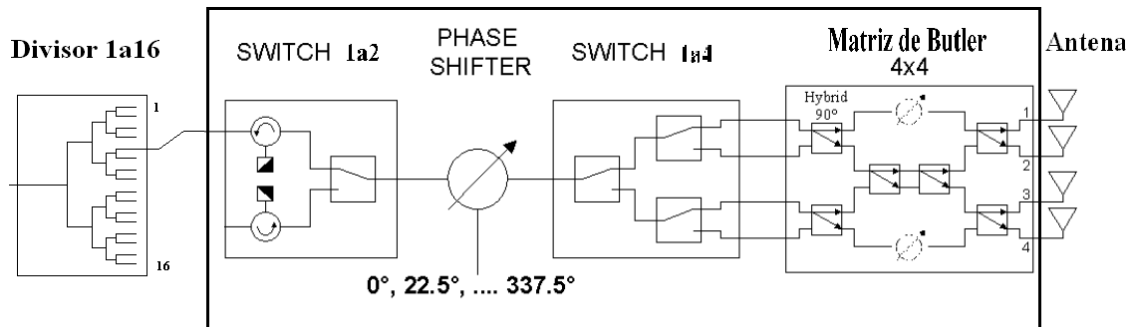 Divisor 1a16
SWITCH 1a2
PHASE
SHIFTER
SWITCH 1a4
Matriz de Butler
4x4
Antena
1
16
Hybrid
90°
1
2
3
4
0°, 22.5°, .... 337.5°